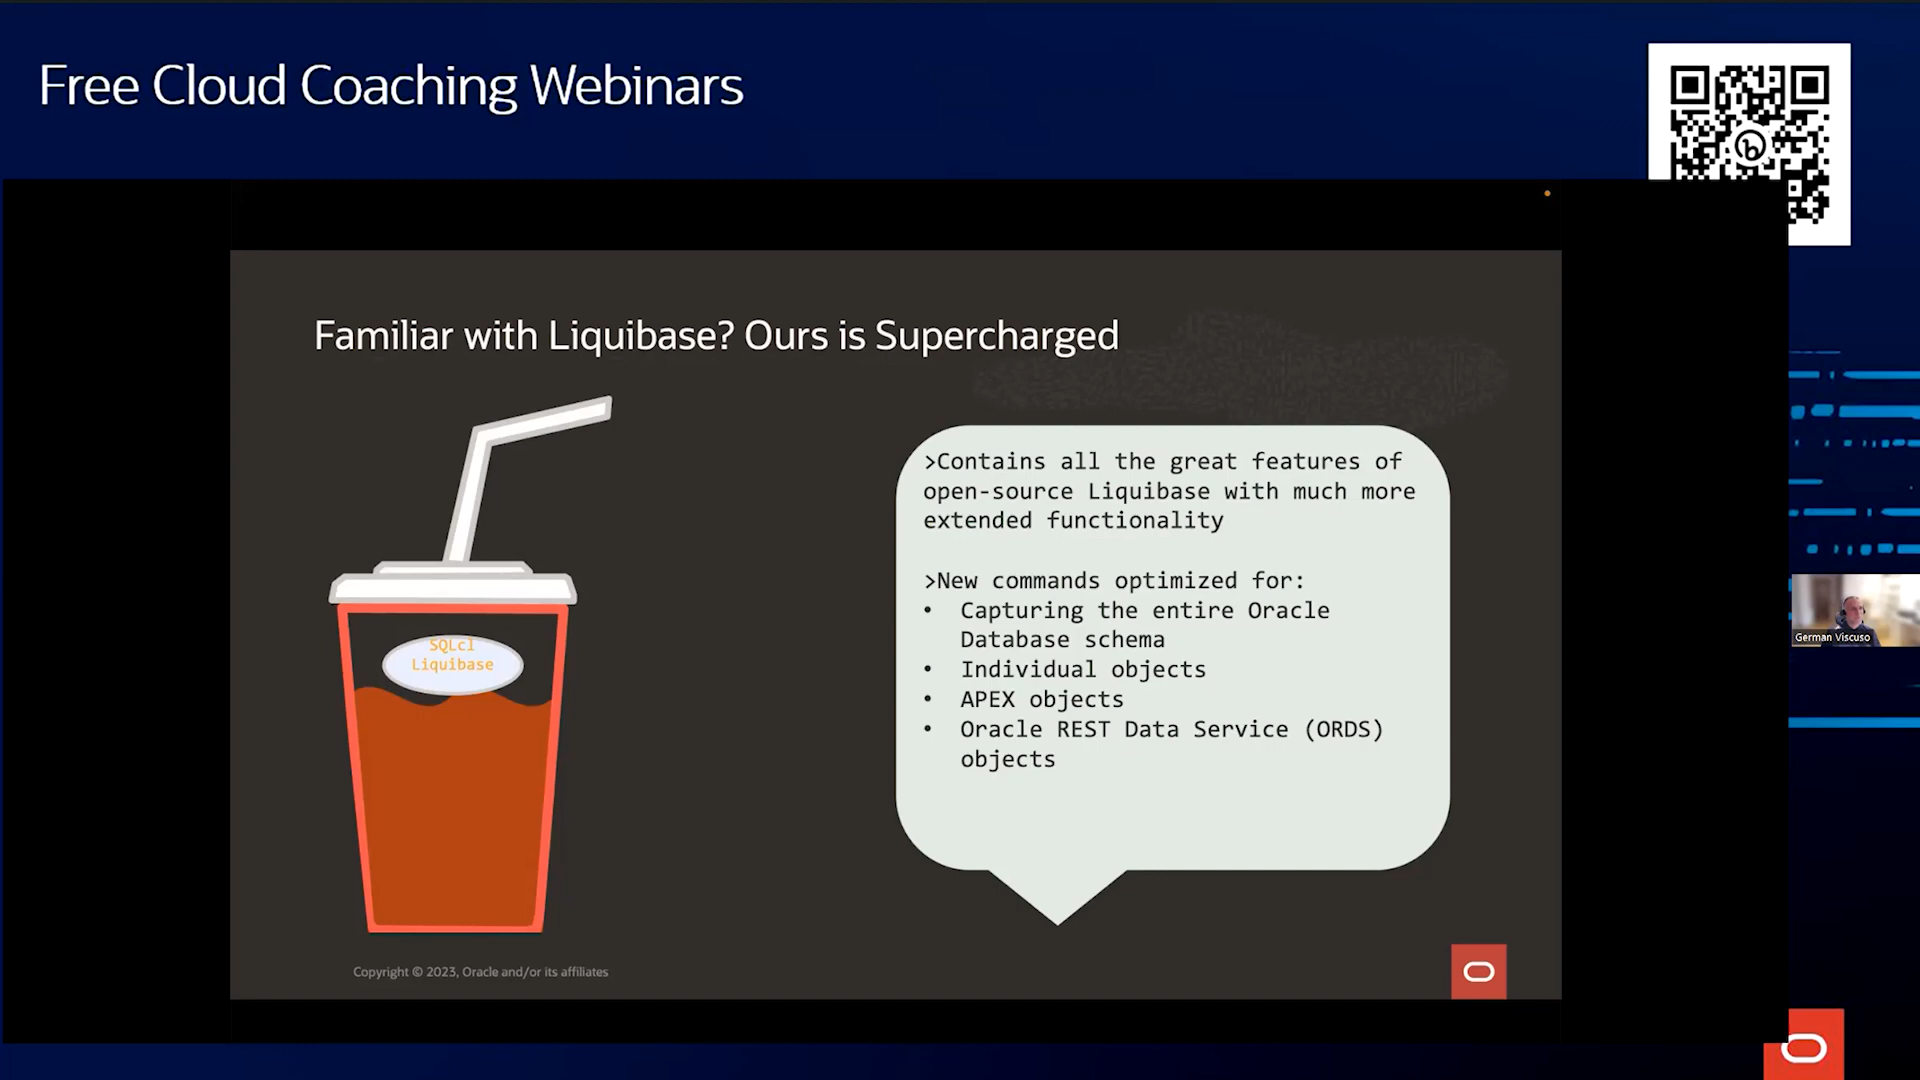 Free Cloud Coaching Webinars
Familiar with Liquibase? Ours is Supercharged
>Contains all the great features of
open-source Liquibase with much more
extended functionality
>New commands optimized for:
• Capturing the entire Oracle
Database schema
• Individual objects
• APEX objects
• Oracle REST Data Service (ORDS)
objects
SQLcl
Liquibase
German Viscuso
Copyright © 2023, Oracle and/or its affiliates